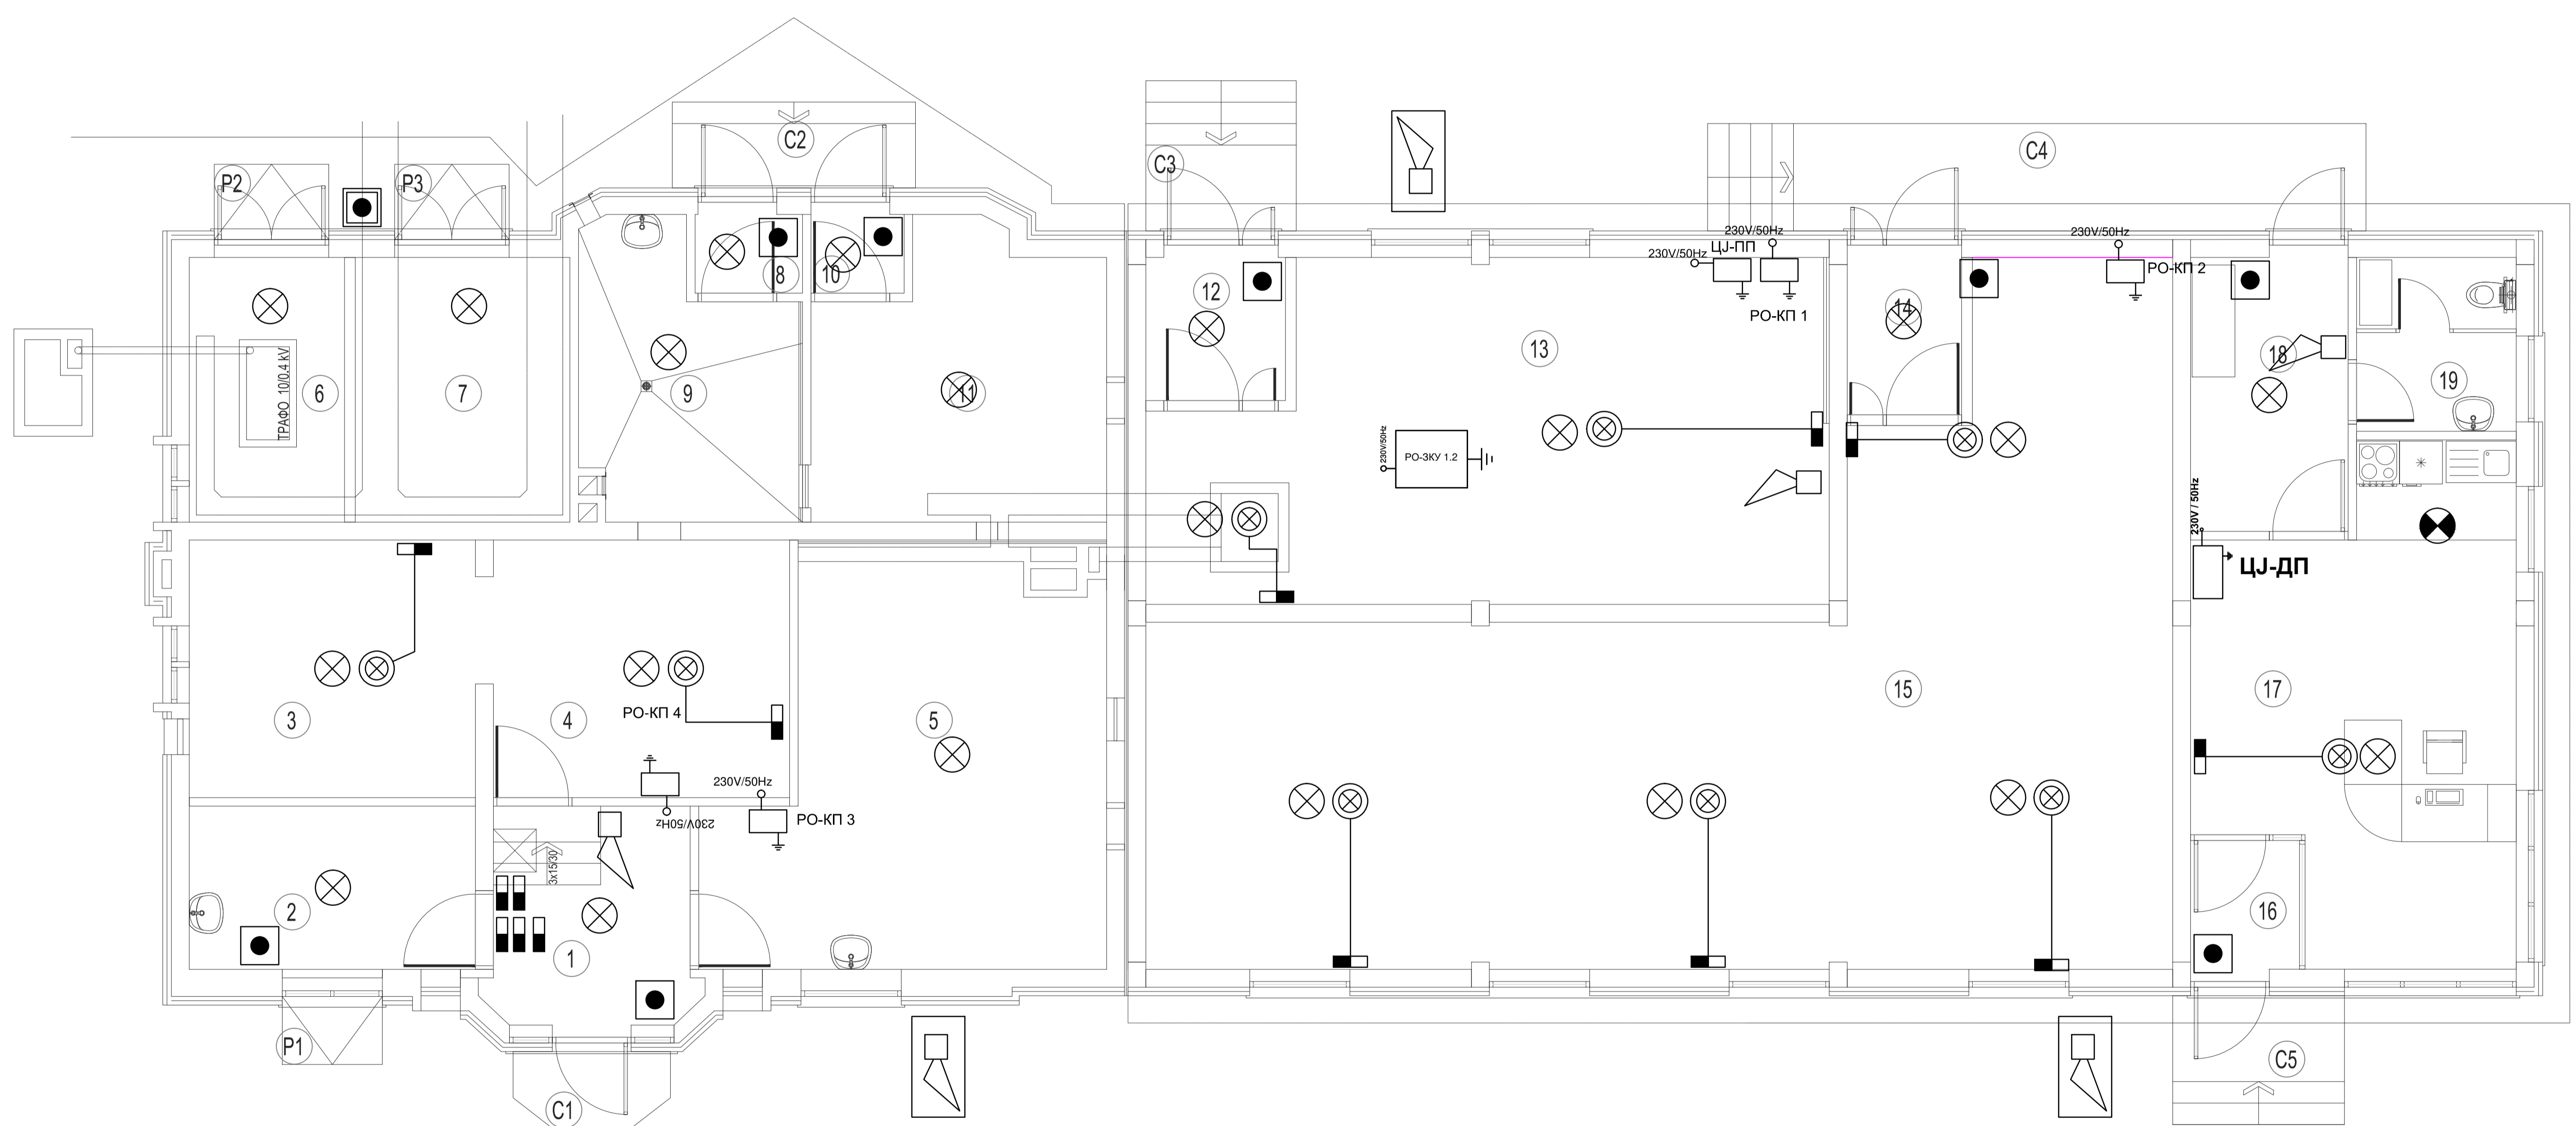 C2
C3
C4
P2
P3
230V/50Hz
230V/50Hz
ЦЈ-ПП
230V/50Hz
РО-КП 2
8
10
12
РО-КП 1
14
13
18
19
ТРАФО 10/0.4 kV
6
7
9
11
230V/50Hz
РО-ЗКУ 1.2
230V / 50Hz
ЦЈ-ДП
3
4
5
15
17
РО-КП 4
230V/50Hz
230V/50Hz
РО-КП 3
3x15/30
2
1
16
P1
C1
C5